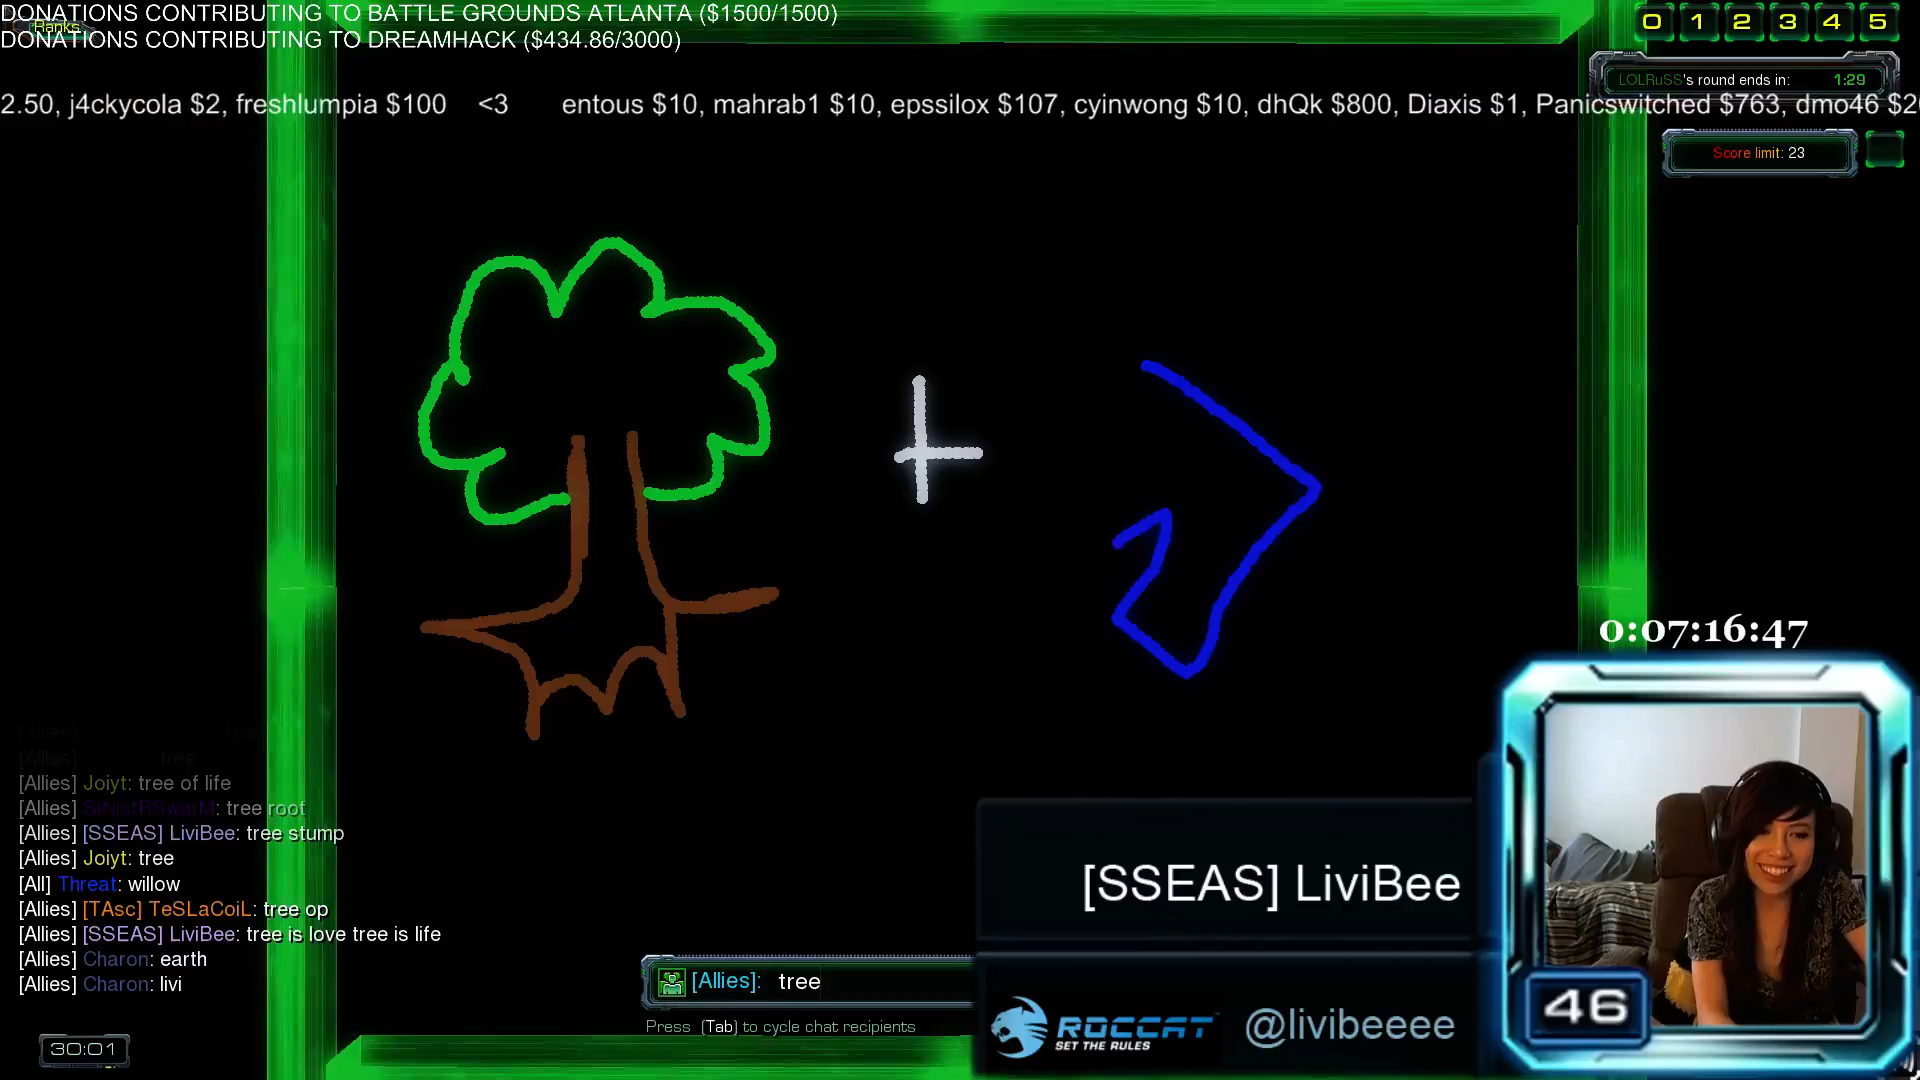 DONATIONS CONTRIBUTING TO BATTLE GROUNDS ATLANTA ($1500/1500)
Ranks
DONATIONS CONTRIBUTING TO DREAMHACK ($434.86/3000)
0 1 2 3 4 5
LOLRuSS's round ends in: 1:29
2.50, j4ckycola $2, freshlumpia $100 <3 entous $10, mahrab1 $10, epssilox $107, cyinwong $10, dhQk $800, Diaxis $1, Panicswitched $763, dmo46
Score limit: 23
0:07:16:47
[Allies]
[Allies] tree
[Allies] Joiyt: tree of life
[Allies] SiNistRSwarM: tree root
[Allies] [SSEAS] LiviBee: tree stump
[Allies] Joiyt: tree
[All] Threat: willow
[Allies] [TAsc] TeSLaCoiL: tree op
[Allies] [SSEAS] LiviBee: tree is love tree is life
[Allies] Charon: earth
[Allies] Charon: livi
[SSEAS] LiviBee
[Allies]: tree
Press (Tab) to cycle chat recipients
ROCCAT
SET THE RULES
@livibeeee
46
30:01